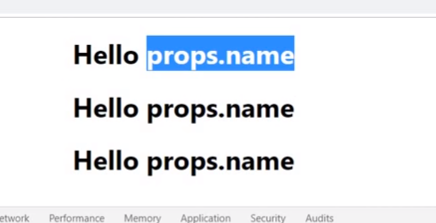 Hello props.name
Hello props.name
Hello props.name
etwork Performance Memory Application Security Audits